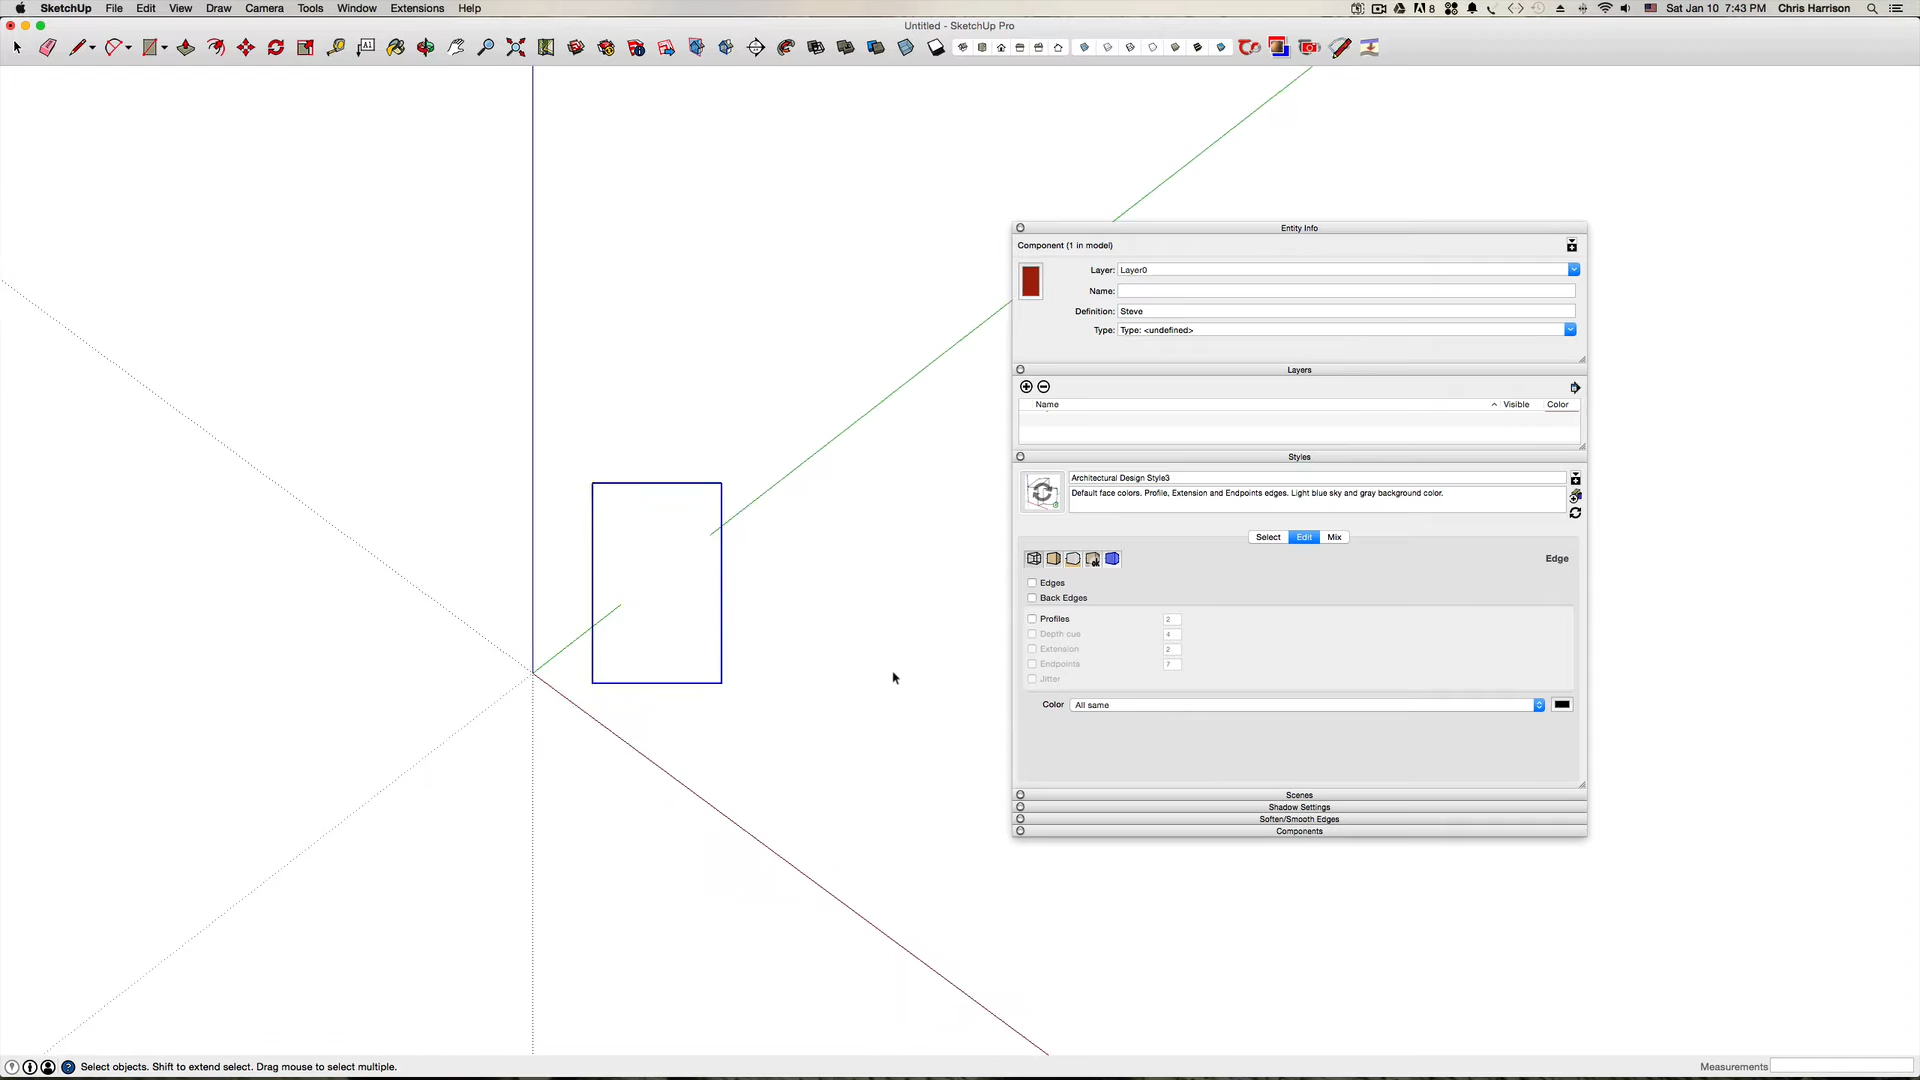 SketchUp File Edit View Draw Camera Tools Window Extensions Help 8 Sat Jan 10 7:43 PM Chris Harrison
Untitled - SketchUp Pro
A1
Entity Info
Component (1 in model)
Layer: Layer0
Name:
Definition: Steve
Type: Type: <undefined>
Layers
Name Visible Color
Styles
Architectural Design Style3
Default face colors. Profile, Extension and Endpoints edges. Light blue sky and gray background color.
Select Edit Mix
Edge
Edges
Back Edges
Profiles 2
Depth cue 4
Extension 2
Endpoints 7
Jitter
Color All same
Scenes
Shadow Settings
Soften/Smooth Edges
Components
Select objects. Shift to extend select. Drag mouse to select multiple. Measurements